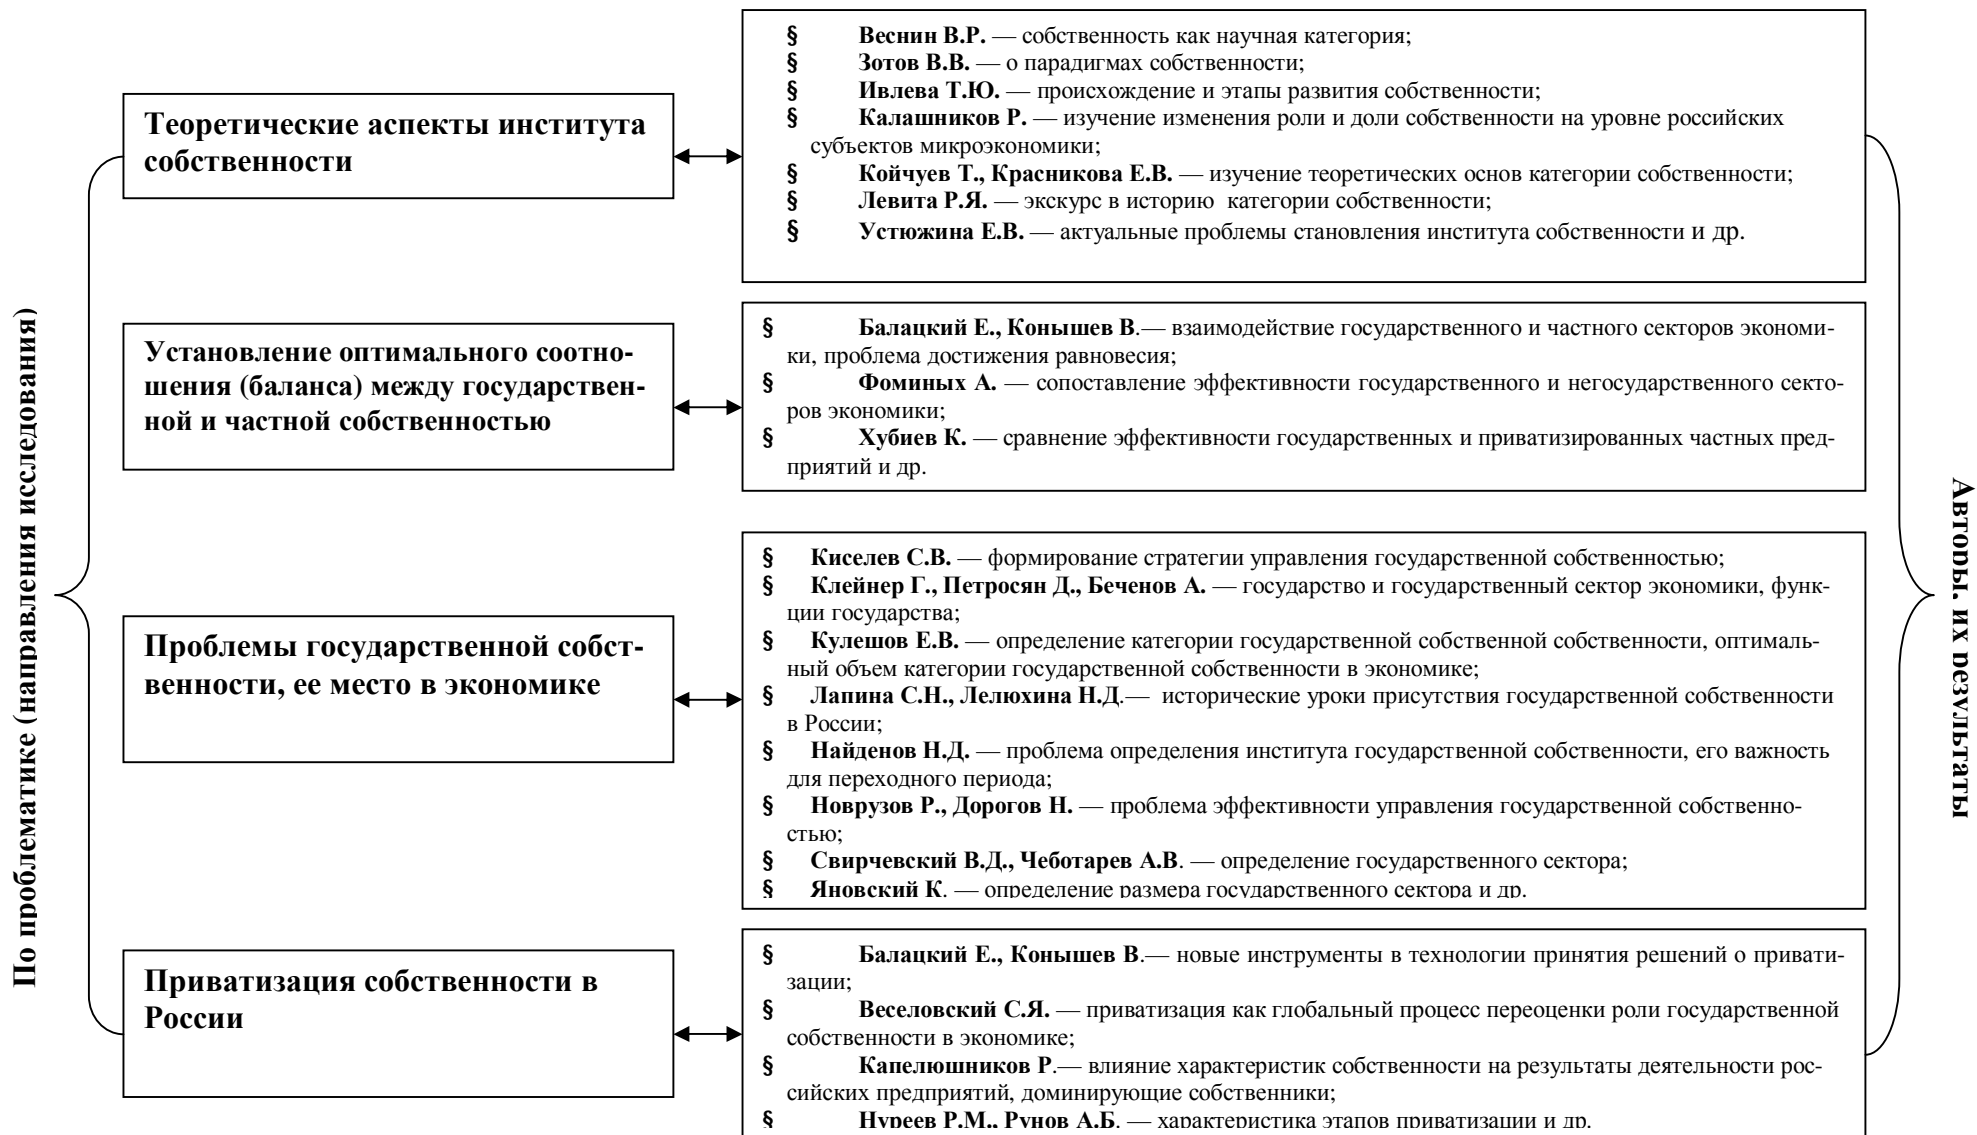 По проблематике (направления исследования)
Теоретические аспекты института
собственности
§ Веснин В.Р. — собственность как научная категория;
§ Зотов В.В. — о парадигмах собственности;
§ Ивлева Т.Ю. — происхождение и этапы развития собственности;
§ Калашников Р. — изучение изменения роли и доли собственности на уровне российских
субъектов микроэкономики;
§ Койчуев Т., Красникова Е.В. — изучение теоретических основ категории собственности;
§ Левита Р.Я. — экскурс в историю категории собственности;
§ Устюжина Е.В. — актуальные проблемы становления института собственности и др.
Установление оптимального соотно-
шения (баланса) между государствен-
ной и частной собственностью
§ Балацкий Е., Конышев В.— взаимодействие государственного и частного секторов экономи-
ки, проблема достижения равновесия;
§ Фоминых А. — сопоставление эффективности государственного и негосударственного секто-
ров экономики;
§ Хубиев К. — сравнение эффективности государственных и приватизированных частных пред-
приятий и др.
Проблемы государственной собст-
венности, ее место в экономике
§ Киселев С.В. — формирование стратегии управления государственной собственностью;
§ Клейнер Г., Петросян Д., Беченов А. — государство и государственный сектор экономики, функ-
ции государства;
§ Кулешов Е.В. — определение категории государственной собственной собственности, оптималь-
ный объем категории государственной собственности в экономике;
§ Лапина С.Н., Лелюхина Н.Д.— исторические уроки присутствия государственной собственности
в России;
§ Найденов Н.Д. — проблема определения института государственной собственности, его важность
для переходного периода;
§ Новрузов Р., Дорогов Н. — проблема эффективности управления государственной собственно-
стью;
§ Свирчевский В.Д., Чеботарев А.В. — определение государственного сектора;
§ Яновский К. — определение размера государственного сектора и др.
Приватизация собственности в
России
§ Балацкий Е., Конышев В.— новые инструменты в технологии принятия решений о привати-
зации;
§ Веселовский С.Я. — приватизация как глобальный процесс переоценки роли государственной
собственности в экономике;
§ Капелюшников Р.— влияние характеристик собственности на результаты деятельности рос-
сийских предприятий, доминирующие собственники;
§ Нуреев Р.М., Рунов А.Б. — характеристика этапов приватизации и др.
Авторы. их результаты